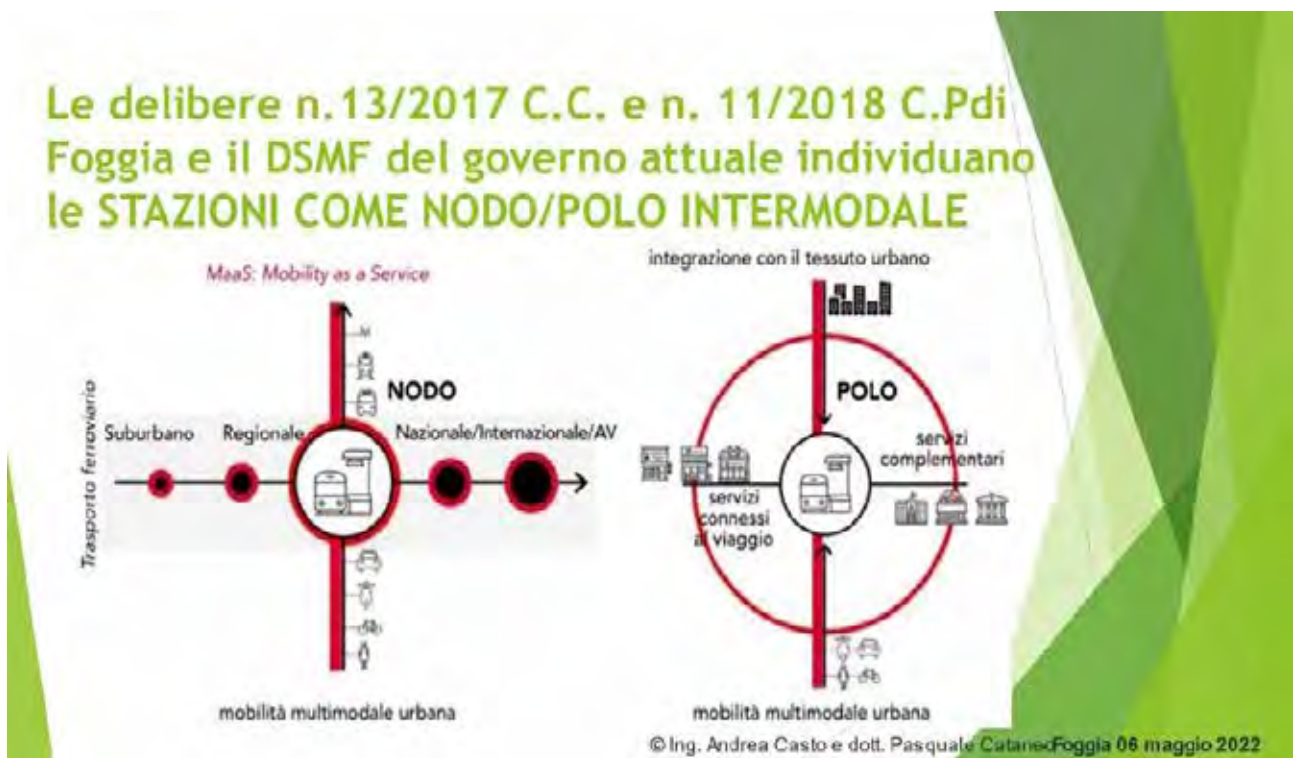 Le delibere n.13/2017 C.C. e n. 11/2018 C.Pdi
Foggia e il DSMF del governo attuale individuano
le STAZIONI COME NODO/POLO INTERMODALE
MaaS: Mobility as a Service
M
NODO
Trasporto ferroviario
Suburbano
Regionale
Nazionale/Internazionale/AV
mobilità multimodale urbana
integrazione con il tessuto urbano
POLO
servizi
complementari
servizi
connessi
al viaggio
mobilità multimodale urbana
© Ing. Andrea Casto e dott. Pasquale CataneoFoggia 06 maggio 2022